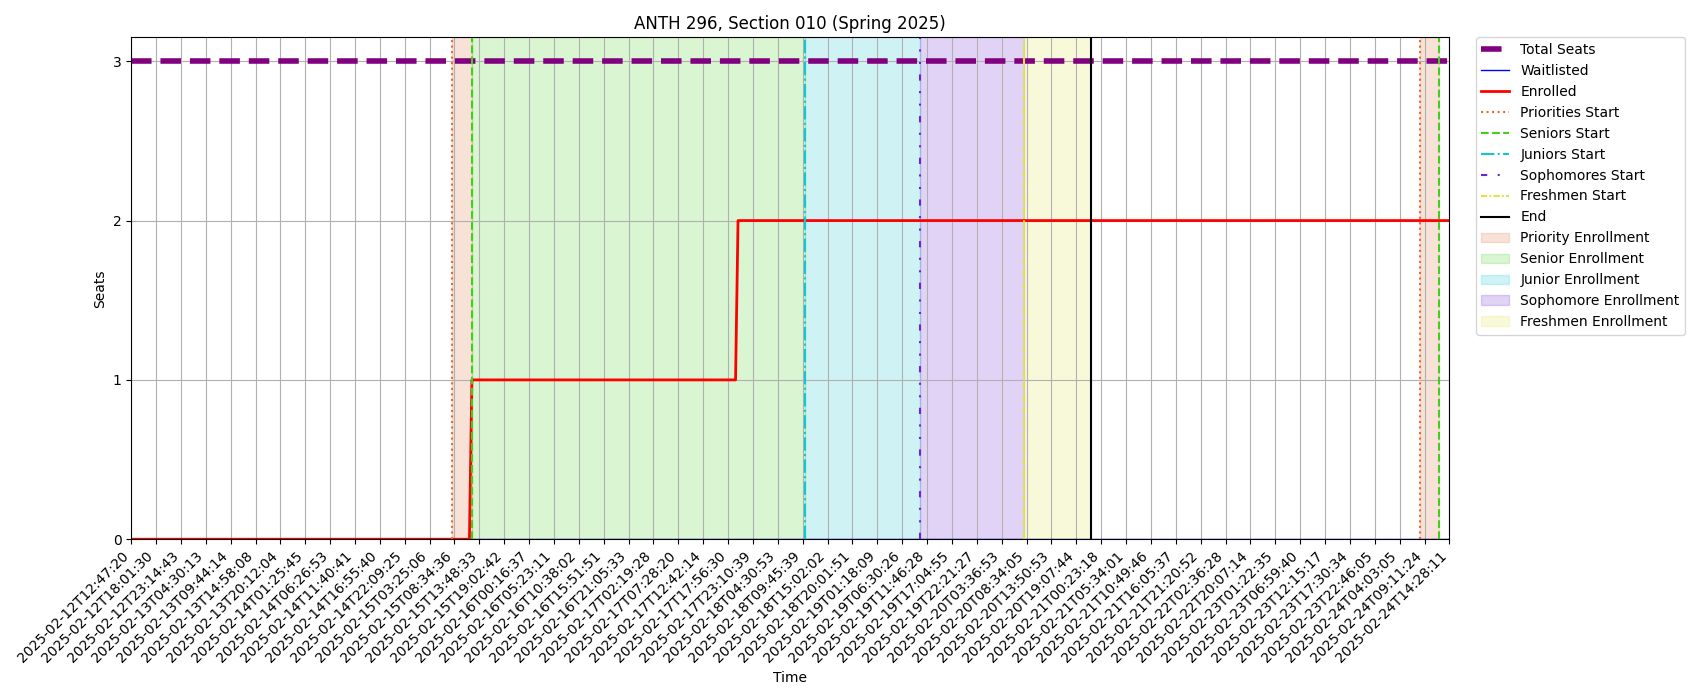 ANTH 296, Section 010 (Spring 2025)
Seats
3
2
1
0
2025-02-12T12:47:20
2025-02-12T18:01:30
2025-02-12T23:14:43
2025-02-13T04:30:13
2025-02-13T09:44:14
2025-02-13T14:58:08
2025-02-13T20:12:04
2025-02-14T01:25:45
2025-02-14T06:26:53
2025-02-14T11:40:41
2025-02-14T16:55:40
2025-02-14T22:09:25
2025-02-15T03:25:06
2025-02-15T08:34:36
2025-02-15T13:48:33
2025-02-15T19:02:42
2025-02-16T00:16:37
2025-02-16T05:23:11
2025-02-16T10:38:02
2025-02-16T15:51:51
2025-02-16T21:05:33
2025-02-17T02:19:28
2025-02-17T07:28:20
2025-02-17T12:42:14
2025-02-17T17:56:30
2025-02-17T23:10:39
2025-02-18T04:30:53
2025-02-18T09:45:39
2025-02-18T15:02:02
2025-02-18T20:01:51
2025-02-19T01:18:09
2025-02-19T06:30:26
2025-02-19T11:46:28
2025-02-19T17:04:55
2025-02-19T22:21:27
2025-02-20T03:36:53
2025-02-20T08:34:05
2025-02-20T13:50:53
2025-02-20T19:07:44
2025-02-21T00:23:18
2025-02-21T05:34:01
2025-02-21T10:49:46
2025-02-21T16:05:37
2025-02-21T21:20:52
2025-02-22T02:36:28
2025-02-22T20:07:14
2025-02-23T01:22:35
2025-02-23T06:59:40
2025-02-23T12:15:17
2025-02-23T17:30:34
2025-02-23T22:46:05
2025-02-24T04:03:05
2025-02-24T09:11:24
2025-02-24T14:28:11
Time
Total Seats
Waitlisted
Enrolled
Priorities Start
Seniors Start
Juniors Start
Sophomores Start
Freshmen Start
End
Priority Enrollment
Senior Enrollment
Junior Enrollment
Sophomore Enrollment
Freshmen Enrollment